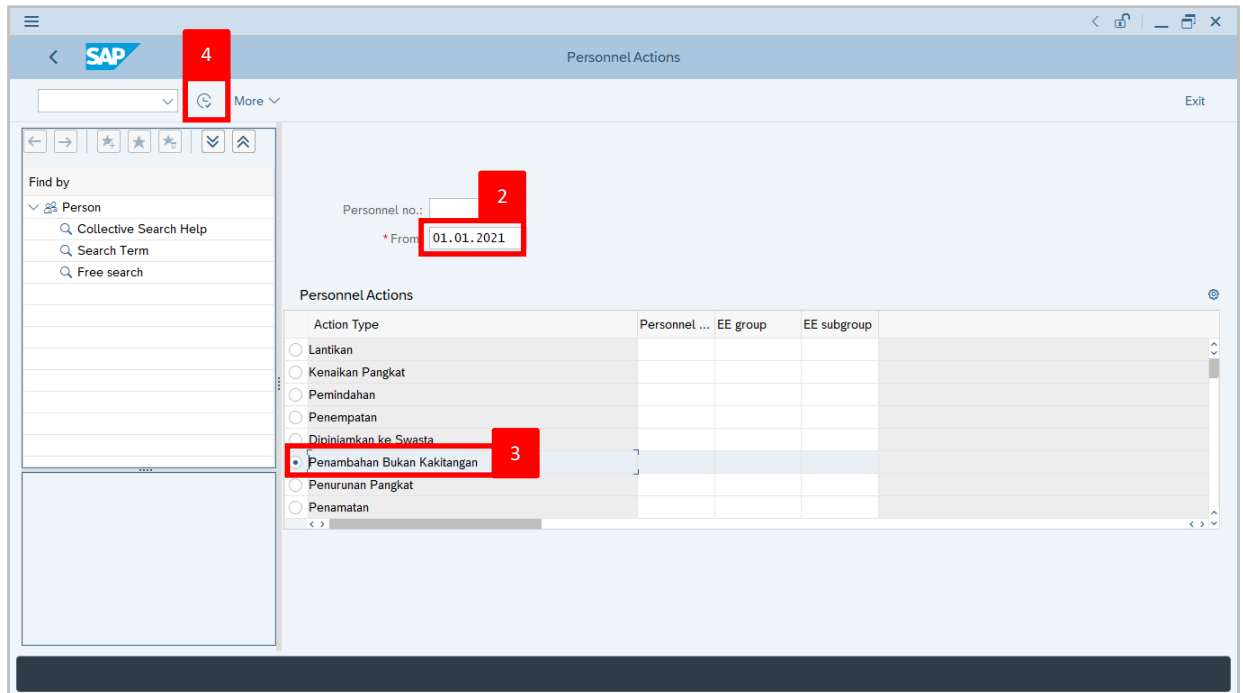 SAP
4
Personnel Actions
More
Exit
Find by
Person
Collective Search Help
Search Term
Free search
2
Personnel no.:
* From
01.01.2021
Personnel Actions
Action Type Personnel ... EE group EE subgroup
Lantikan
Kenaikan Pangkat
Pemindahan
Penempatan
Dipinjamkan ke Swasta
3
Penambahan Bukan Kakitangan
Penurunan Pangkat
Penamatan